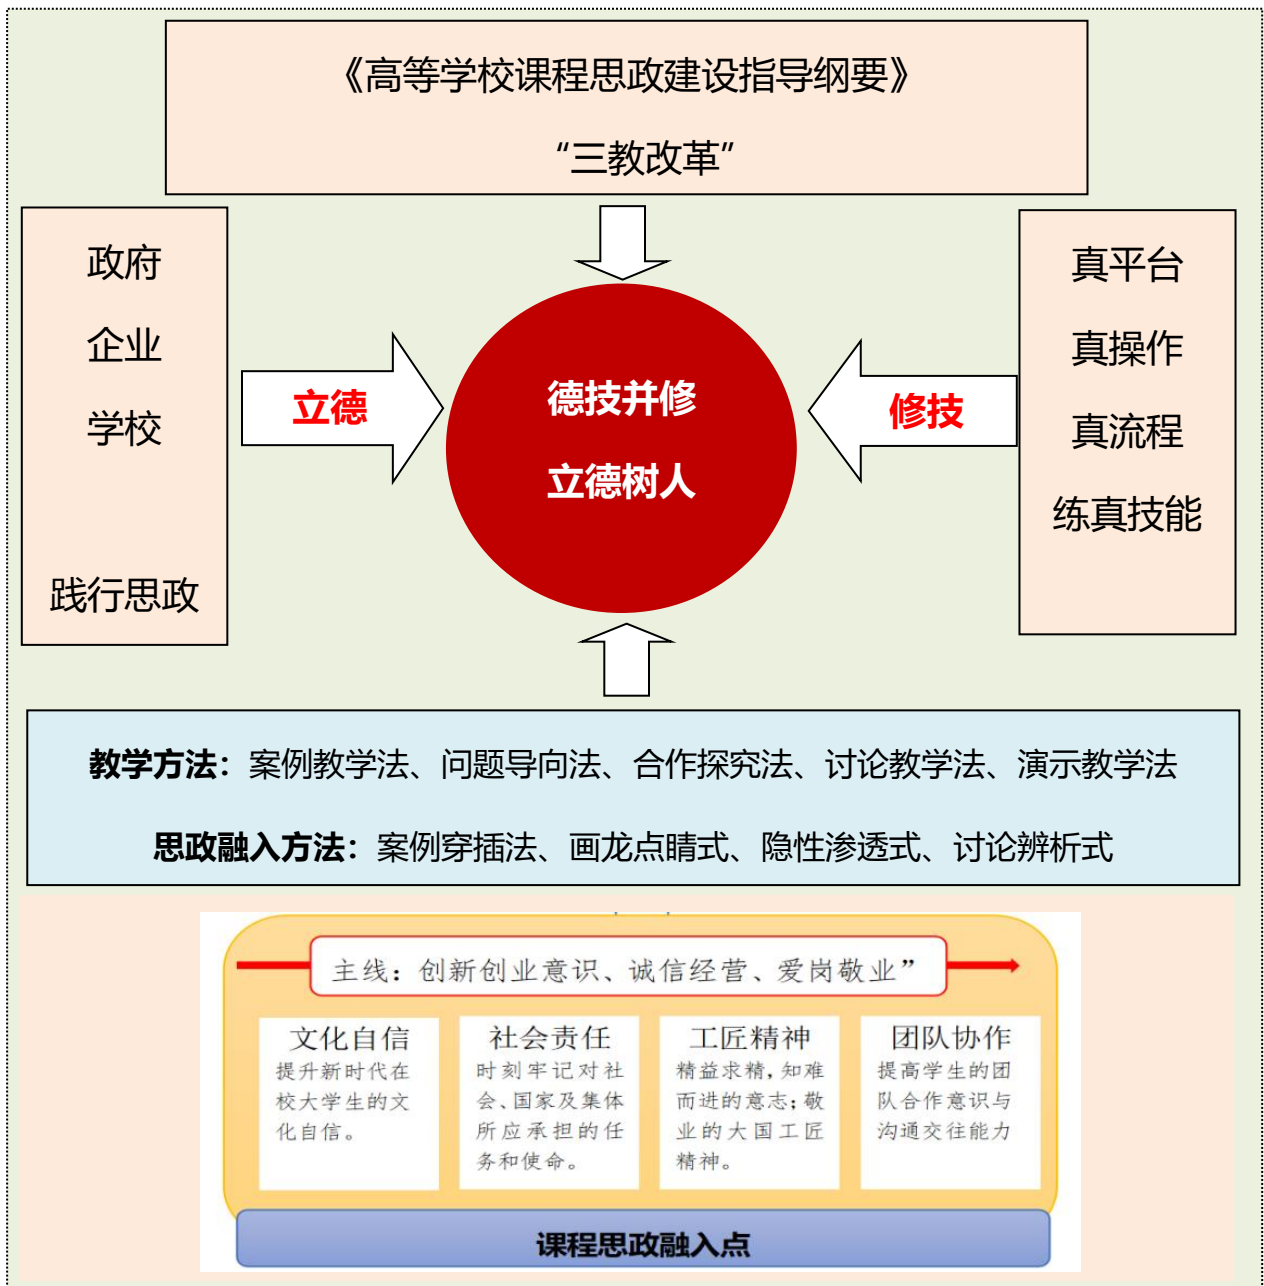 《高等学校课程思政建设指导纲要》
“三教改革”
政府
企业
学校
践行思政
立德
德技并修
立德树人
修技
真平台
真操作
真流程
练真技能
教学方法：案例教学法、问题导向法、合作探究法、讨论教学法、演示教学法
思政融入方法：案例穿插法、画龙点睛式、隐性渗透式、讨论辨析式
主线：创新创业意识、诚信经营、爱岗敬业”
文化自信
提升新时代在
校大学生的文
化自信。
社会责任
时刻牢记对社
会、国家及集体
所应承担的任
务和使命。
工匠精神
精益求精，知难
而进的意志；敬
业的大国工匠
精神。
团队协作
提高学生的团
队合作意识与
沟通交往能力
课程思政融入点